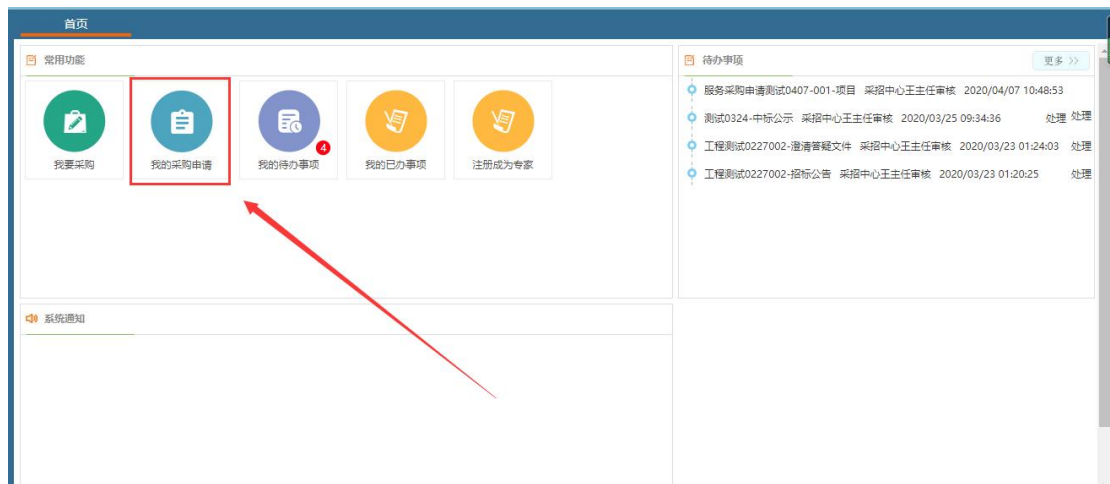 首页
常用功能
我要采购
我的采购申请
4
我的待办事项
我的已办事项
注册成为专家
待办事项
更多 >>
服务采购申请测试0407-001-项目 采招中心王主任审核 2020/04/07 10:48:53
处理
测试0324-中标公示 采招中心王主任审核 2020/03/25 09:34:36 处理
工程测试0227002-澄清答疑文件 采招中心王主任审核 2020/03/23 01:24:03 处理
工程测试0227002-招标公告 采招中心王主任审核 2020/03/23 01:20:25 处理
系统通知